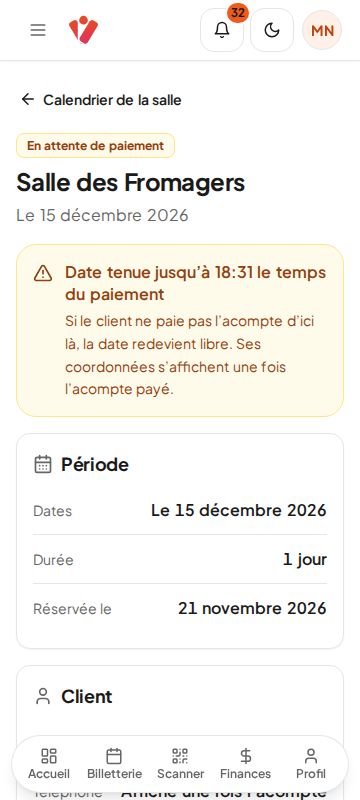 32
MN
Calendrier de la salle
En attente de paiement
Salle des Fromagers
Le 15 décembre 2026
Date tenue jusqu’à 18:31 le temps
du paiement
Si le client ne paie pas l’acompte d’ici
là, la date redevient libre. Ses
coordonnées s’affichent une fois
l’acompte payé.
Période
Dates Le 15 décembre 2026
Durée 1 jour
Réservée le 21 novembre 2026
Client
Accueil Billetterie Scanner Finances Profil